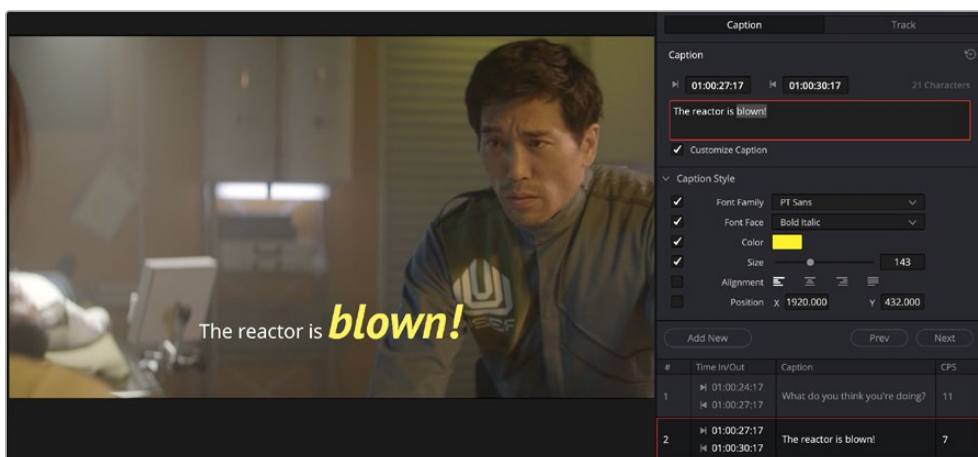 Caption Track
Caption
01:00:27:17 01:00:30:17 21 Characters
The reactor is blown!
Customize Caption
Caption Style
Font Family PT Sans
Font Face Bold Italic
Color
Size 143
Alignment
Position X 1920.000 Y 432.000
The reactor is blown!
Add New Prev Next
# Time In/Out Caption CPS
1 01:00:24:17 What do you think you're doing? 11
01:00:27:17
2 01:00:27:17 The reactor is blown! 7
01:00:30:17